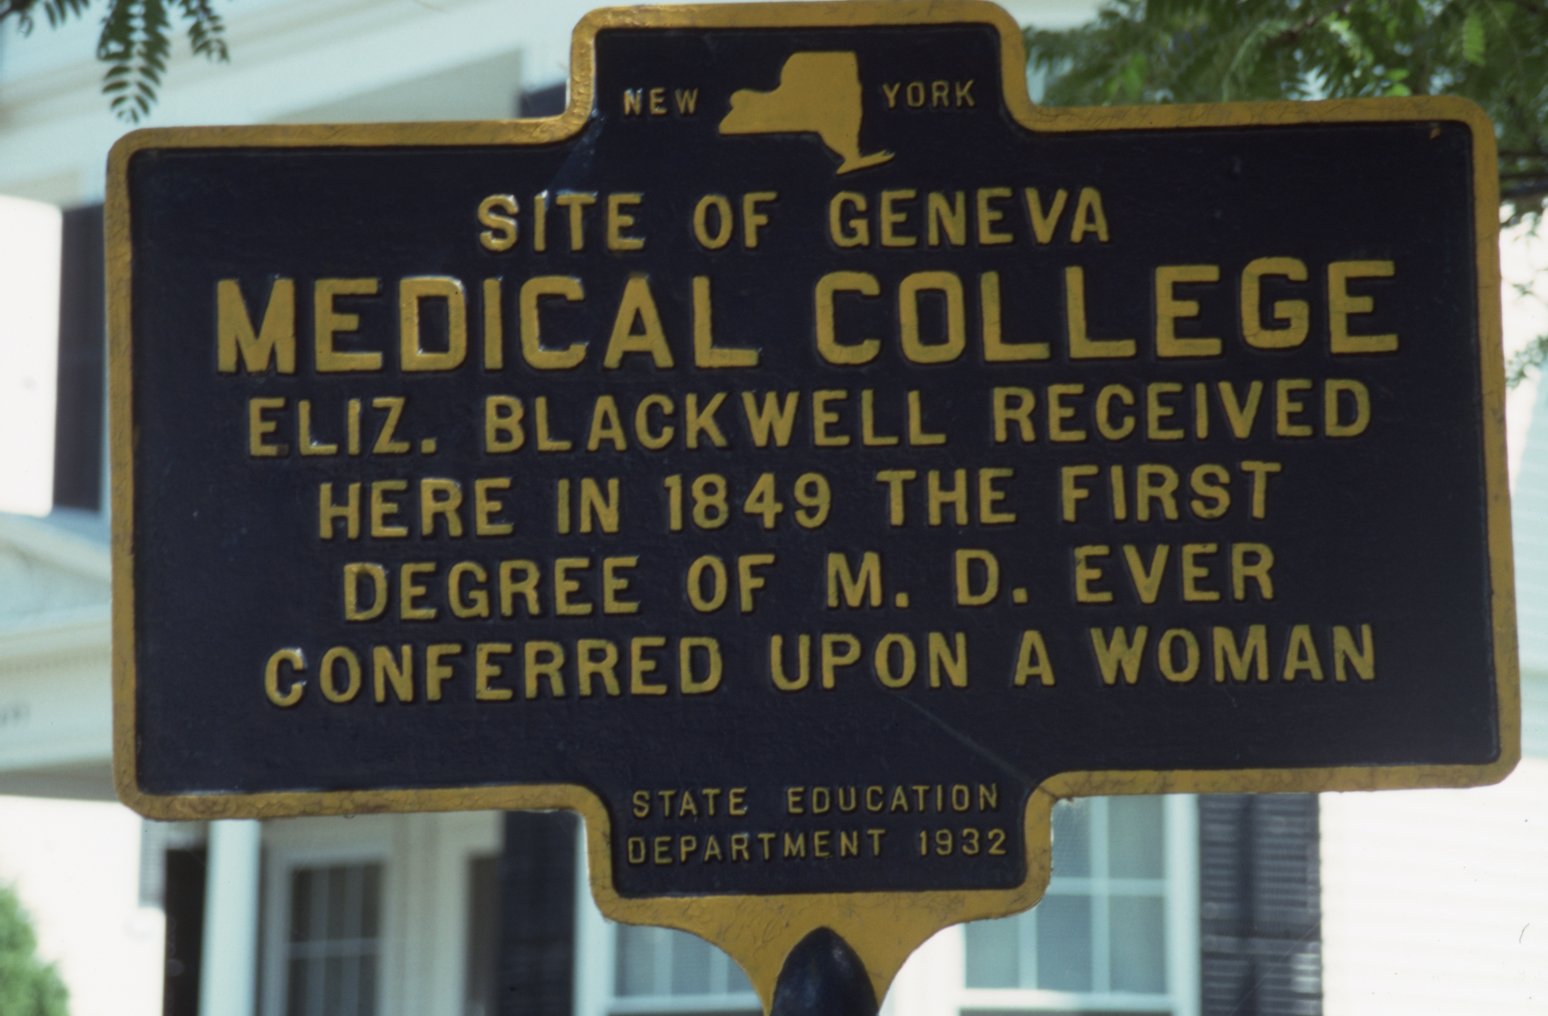 NEW YORK
SITE OF GENEVA
MEDICAL COLLEGE
ELIZ. BLACKWELL RECEIVED
HERE IN 1849 THE FIRST
DEGREE OF M. D. EVER
CONFERRED UPON A WOMAN
STATE EDUCATION
DEPARTMENT 1932